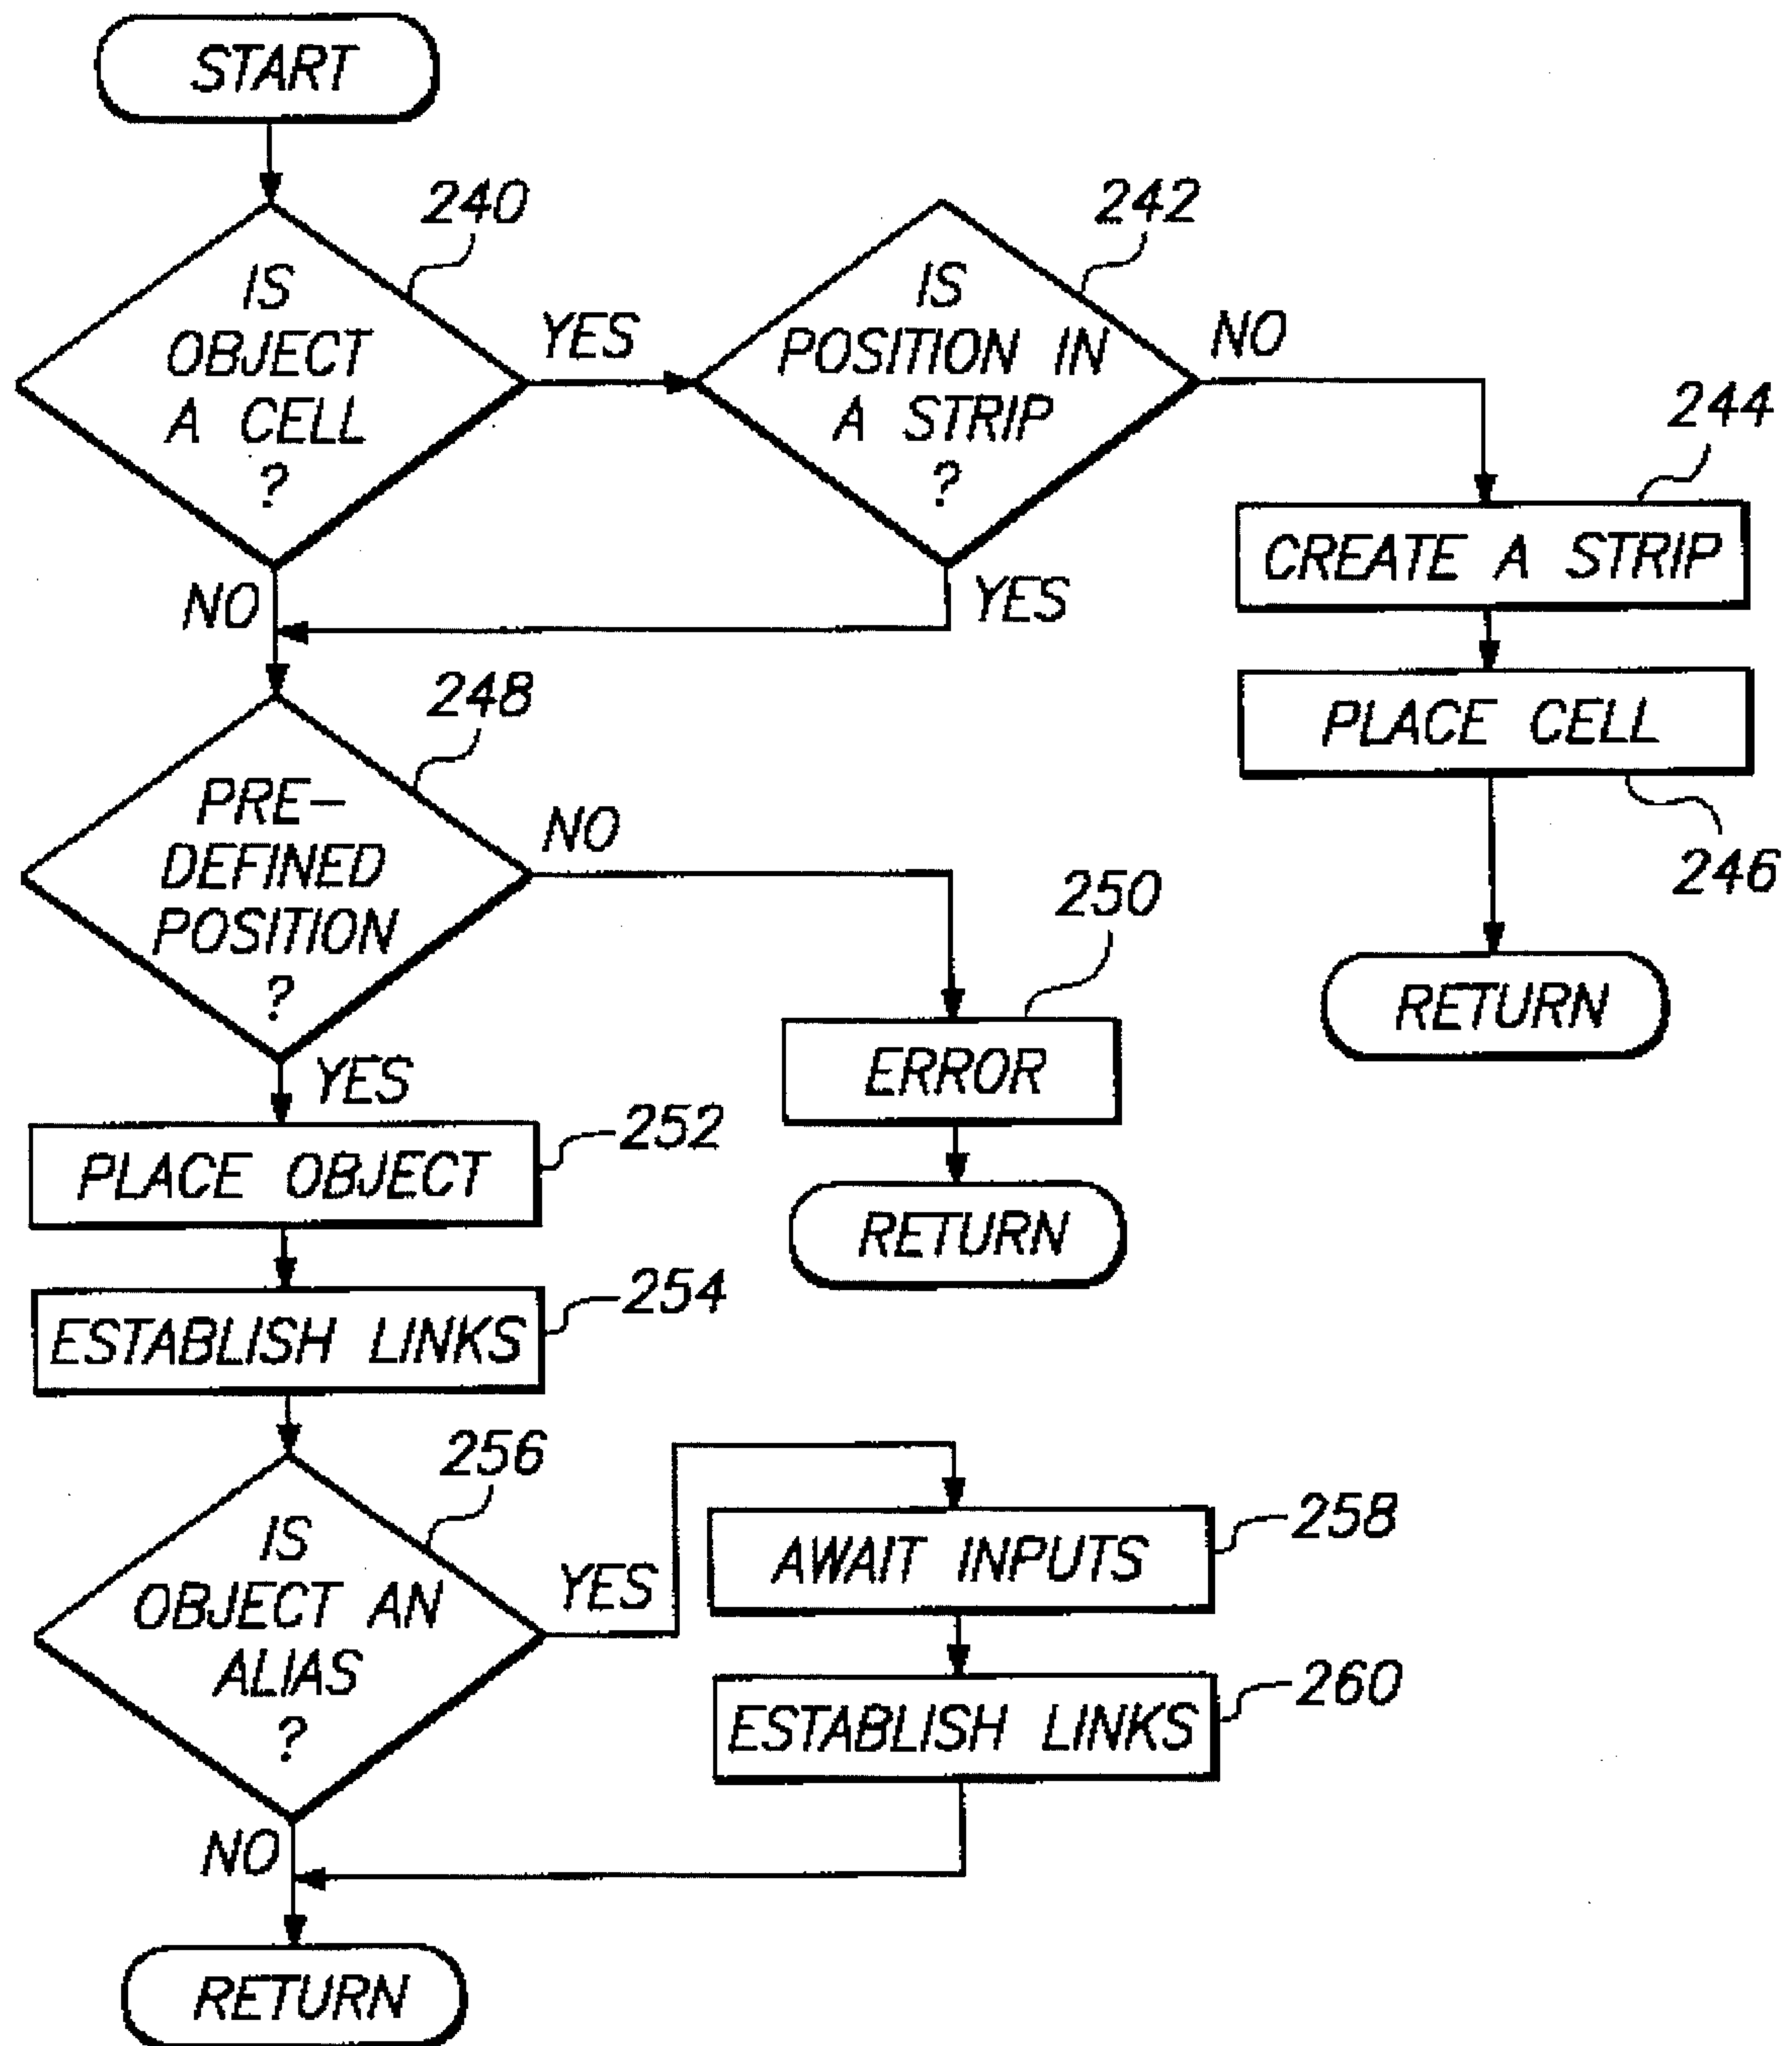 START
240
IS
OBJECT
A CELL
?
YES
NO
242
IS
POSITION IN
A STRIP
?
NO
YES
244
CREATE A STRIP
PLACE CELL
246
RETURN
248
PRE-
DEFINED
POSITION
?
NO
YES
250
ERROR
RETURN
252
PLACE OBJECT
254
ESTABLISH LINKS
256
IS
OBJECT AN
ALIAS
?
YES
NO
258
AWAIT INPUTS
260
ESTABLISH LINKS
RETURN